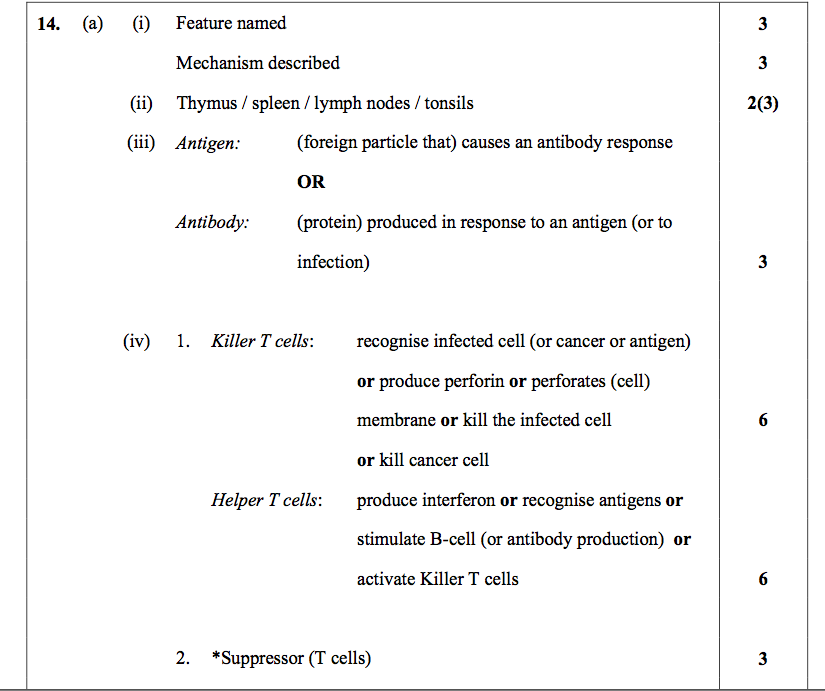 14. (a) (i) Feature named 3
Mechanism described 3
(ii) Thymus / spleen / lymph nodes / tonsils 2(3)
(iii) Antigen: (foreign particle that) causes an antibody response
OR
Antibody: (protein) produced in response to an antigen (or to
infection) 3
(iv) 1. Killer T cells: recognise infected cell (or cancer or antigen)
or produce perforin or perforates (cell)
membrane or kill the infected cell 6
or kill cancer cell
Helper T cells: produce interferon or recognise antigens or
stimulate B-cell (or antibody production) or
activate Killer T cells 6
2. *Suppressor (T cells) 3